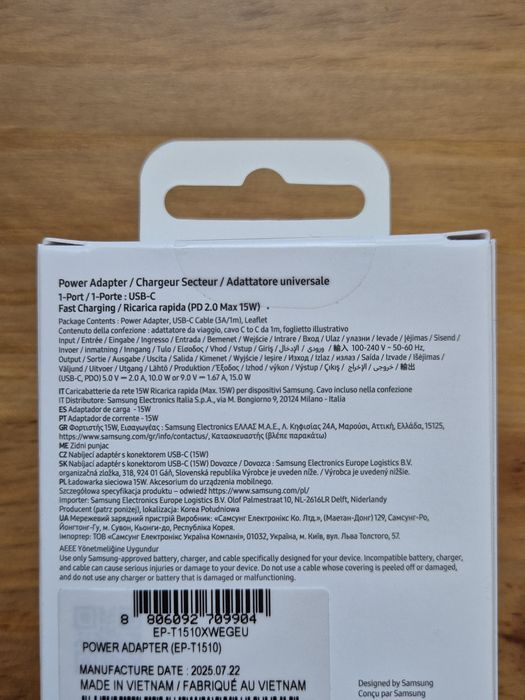 Power Adapter / Chargeur Secteur / Adattatore universale
1-Port / 1-Porte : USB-C
Fast Charging / Ricarica rapida (PD 2.0 Max 15W)
Package Contents : Power Adapter, USB-C Cable (3A/1m), Leaflet
Contenuto della confezione : adattatore da viaggio, cavo C to C da 1m, foglietto illustrativo
Input / Entrée / Eingabe / Ingresso / Entrada / Bemenet / Wejście / Intrare / Вход / Ulaz / улазни / Ievade / Įėjimas / Sisend /
Invoer / Inmatning / Inngang / Tulo / Είσοδος / Vhod / Vstup / Giriş / الإدخال / ورودی / 輸入 100-240 V ~ 50-60 Hz,
Output / Sortie / Ausgabe / Uscita / Salida / Kimenet / Wyjście / Ieşire / Изход / Izlaz / излаз / Saída / Izvade / Išėjimas /
Väljund / Uitvoer / Utgang / Lähtö / Produktion / Έξοδος / Izhod / výkon / Výstup / Çıkış / الإخراج / خروجی / 輸出
(USB-C, PDO) 5.0 V ⎓ 2.0 A, 10.0 W or 9.0 V ⎓ 1.67 A, 15.0 W
IT Caricabatterie da rete 15W Ricarica rapida (Max. 15W) per dispositivi Samsung. Cavo incluso nella confezione
IT Distributore: Samsung Electronics Italia S.p.A., via M. Bongiorno 9, 20124 Milano - Italia
ES Adaptador de carga - 15W
PT Adaptador de corrente - 15W
GR Φορτιστής 15W, Εισαγωγέας : Samsung Electronics ΕΛΛΑΣ Μ.Α.Ε., Λ. Κηφισίας 24Α, Μαρούσι, Αττική, Ελλάδα, 15125,
https://www.samsung.com/gr/info/contactus/, Κατασκευαστής (βλέπε παρακάτω)
ME Zidni punjac
CZ Nabíjecí adaptér s konektorem USB-C (15W)
SK Nabíjací adaptér s konektorom USB-C (15W) Dovozce / Dovozca : Samsung Electronics Europe Logistics B.V.
organizačná zložka, 318, 924 01 Gáň, Slovenská republika Výrobce je uveden níže. / Výrobca je uvedený nižšie.
PL Ładowarka sieciowa 15W. Akcesorium do urządzenia mobilnego.
Szczegółowa specyfikacja produktu – odwiedź https://www.samsung.com/pl/
Importer: Samsung Electronics Europe Logistics B.V. Olof Palmestraat 10, NL-2616LR Delft, Niderlandy
Producent (patrz poniżej), lokalizacja: Korea Południowa
UA Мережевий зарядний пристрій Виробник: «Самсунг Електронікс Ко. Лтд.», (Маетан-Донг) 129, Самсунг-Ро,
Йонгтонг-Гу, м. Сувон, Кьонгі-до, Республіка Корея.
Імпортер: ТОВ «Самсунг Електронікс Україна Компані», 01032, Україна, м. Київ, вул. Льва Толстого, 57.
AEEE Yönetmeliğine Uygundur
Use only Samsung-approved battery, charger, and cable specifically designed for your device. Incompatible battery, charger,
and cable can cause serious injuries or damage to your device. Do not use a cable whose covering is peeled off or damaged,
and do not use any charger or battery that is damaged or malfunctioning.
8 806092 709904
EP-T1510XWEGEU
POWER ADAPTER (EP-T1510)
MANUFACTURE DATE : 2025.07.22
MADE IN VIETNAM / FABRIQUÉ AU VIETNAM
Designed by Samsung
Conçu par Samsung